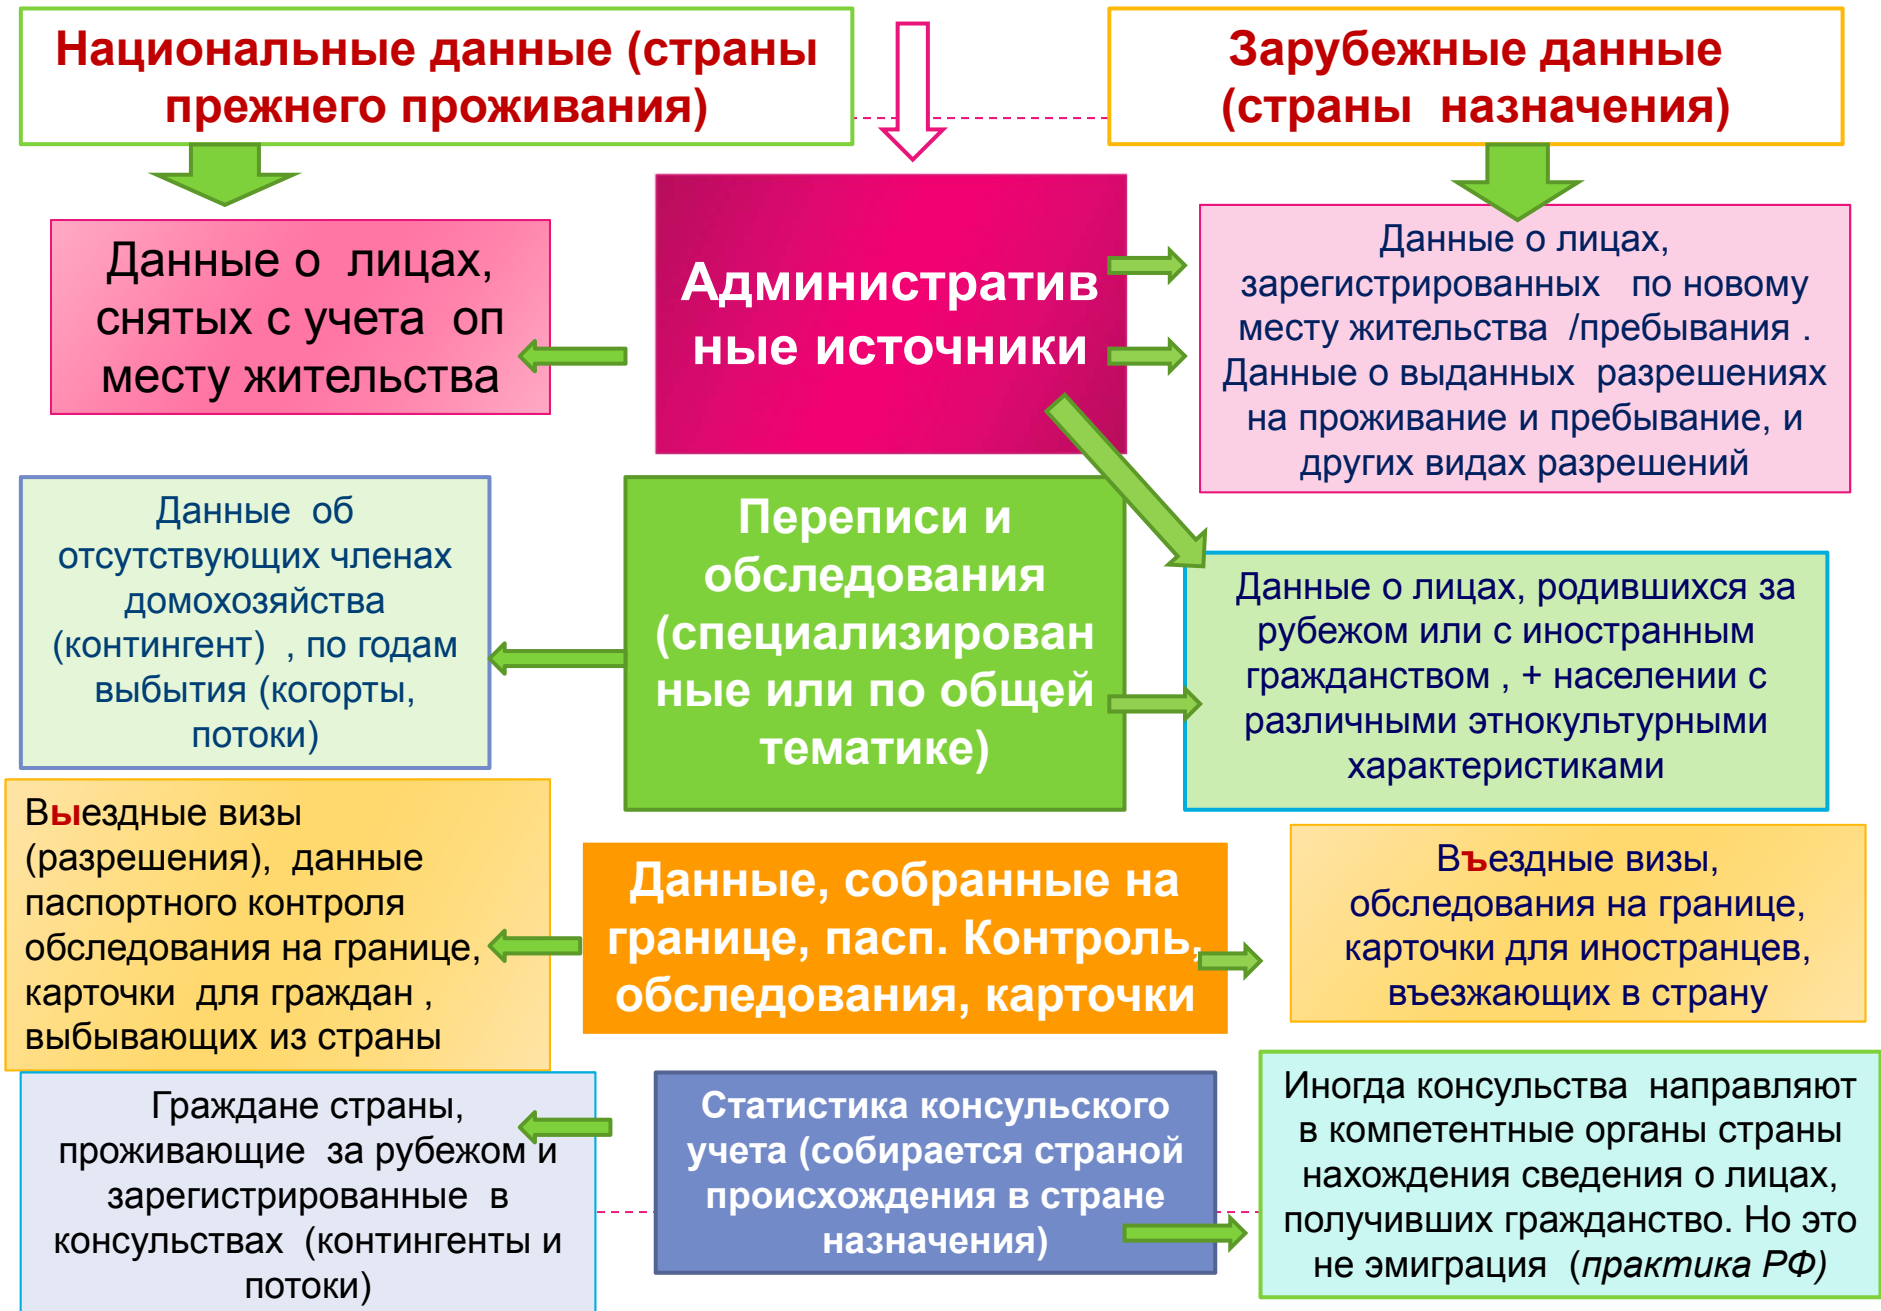 Национальные данные (страны
прежнего проживания)
Зарубежные данные
(страны назначения)
Данные о лицах,
снятых с учета оп
месту жительства
Административ
ные источники
Данные о лицах,
зарегистрированных по новому
месту жительства /пребывания .
Данные о выданных разрешениях
на проживание и пребывание, и
других видах разрешений
Данные об
отсутствующих членах
домохозяйства
(контингент) , по годам
выбытия (когорты,
потоки)
Переписи и
обследования
(специализирован
ные или по общей
тематике)
Данные о лицах, родившихся за
рубежом или с иностранным
гражданством , + населении с
различными этнокультурными
характеристиками
Выездные визы
(разрешения), данные
паспортного контроля
обследования на границе,
карточки для граждан ,
выбывающих из страны
Данные, собранные на
границе, пасп. Контроль,
обследования, карточки
Въездные визы,
обследования на границе,
карточки для иностранцев,
въезжающих в страну
Граждане страны,
проживающие за рубежом и
зарегистрированные в
консульствах (контингенты и
потоки)
Статистика консульского
учета (собирается страной
происхождения в стране
назначения)
Иногда консульства направляют
в компетентные органы страны
нахождения сведения о лицах,
получивших гражданство. Но это
не эмиграция (практика РФ)